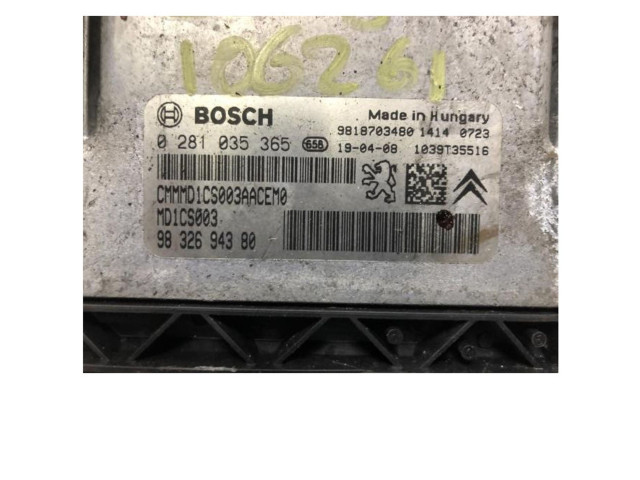 106261
BOSCH
Made in Hungary
9818703480 1414 0723
0 281 035 365 656 19-04-08 1039T35516
CMMMD1CS003AACEM0
MD1CS003
98 326 943 80